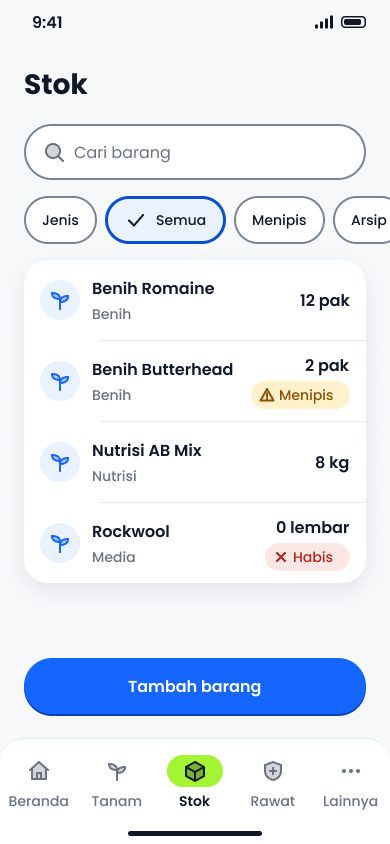 9:41
Stok
Cari barang
Jenis
Semua
Menipis
Arsip
Benih Romaine
Benih
12 pak
Benih Butterhead
Benih
2 pak
Menipis
Nutrisi AB Mix
Nutrisi
8 kg
Rockwool
Media
0 lembar
Habis
Tambah barang
Beranda
Tanam
Stok
Rawat
Lainnya